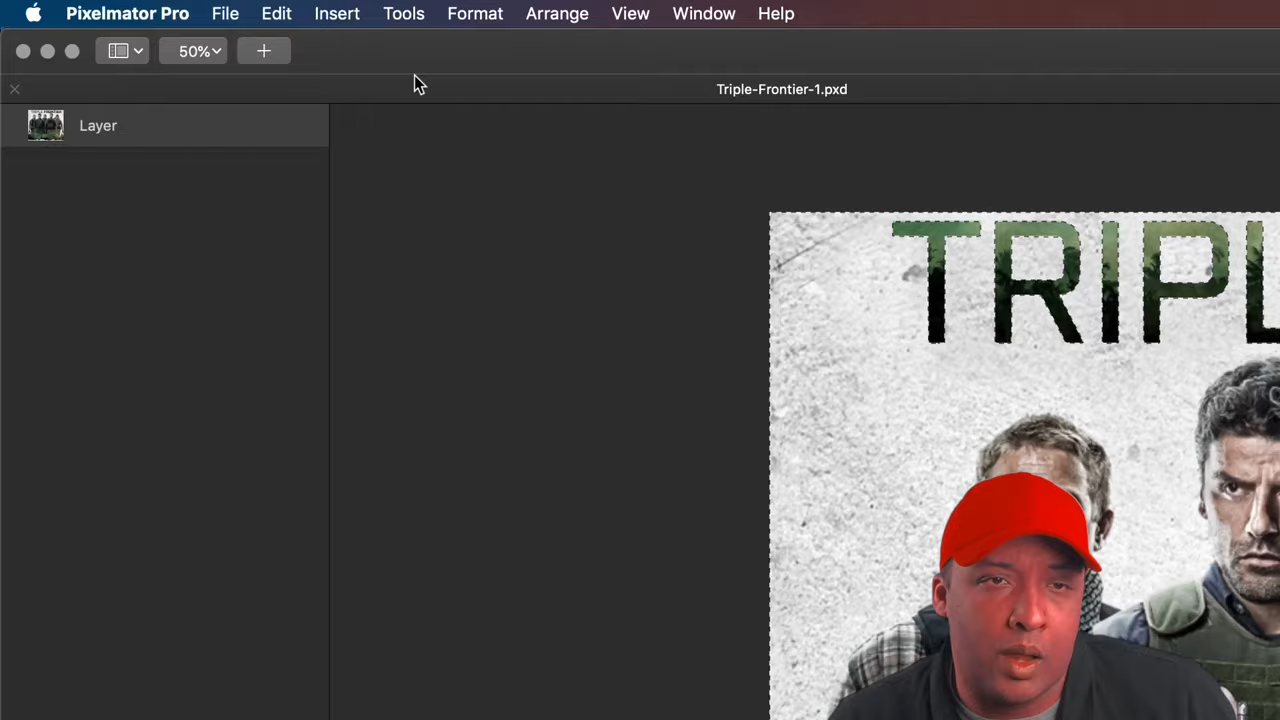 Pixelmator Pro File Edit Insert Tools Format Arrange View Window Help
50%
Triple-Frontier-1.pxd
Layer
TRIPL